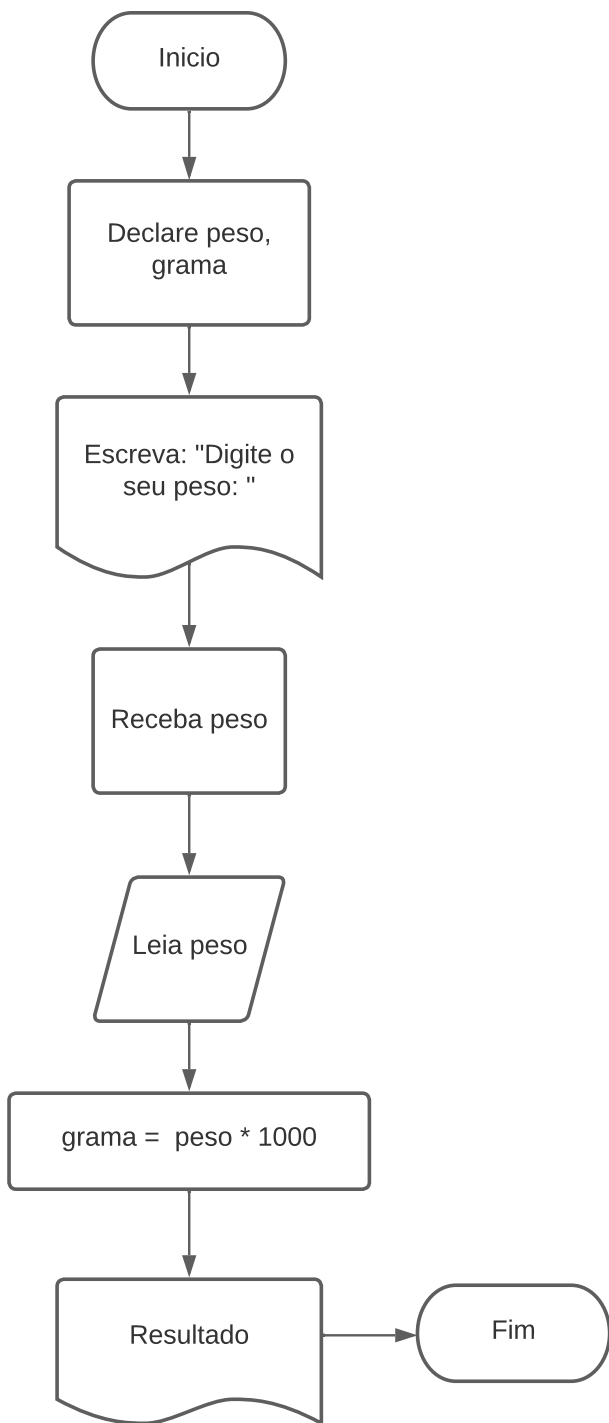 Inicio
Declare peso,
grama
Escreva: "Digite o
seu peso: "
Receba peso
Leia peso
grama =  peso * 1000
Resultado
Fim